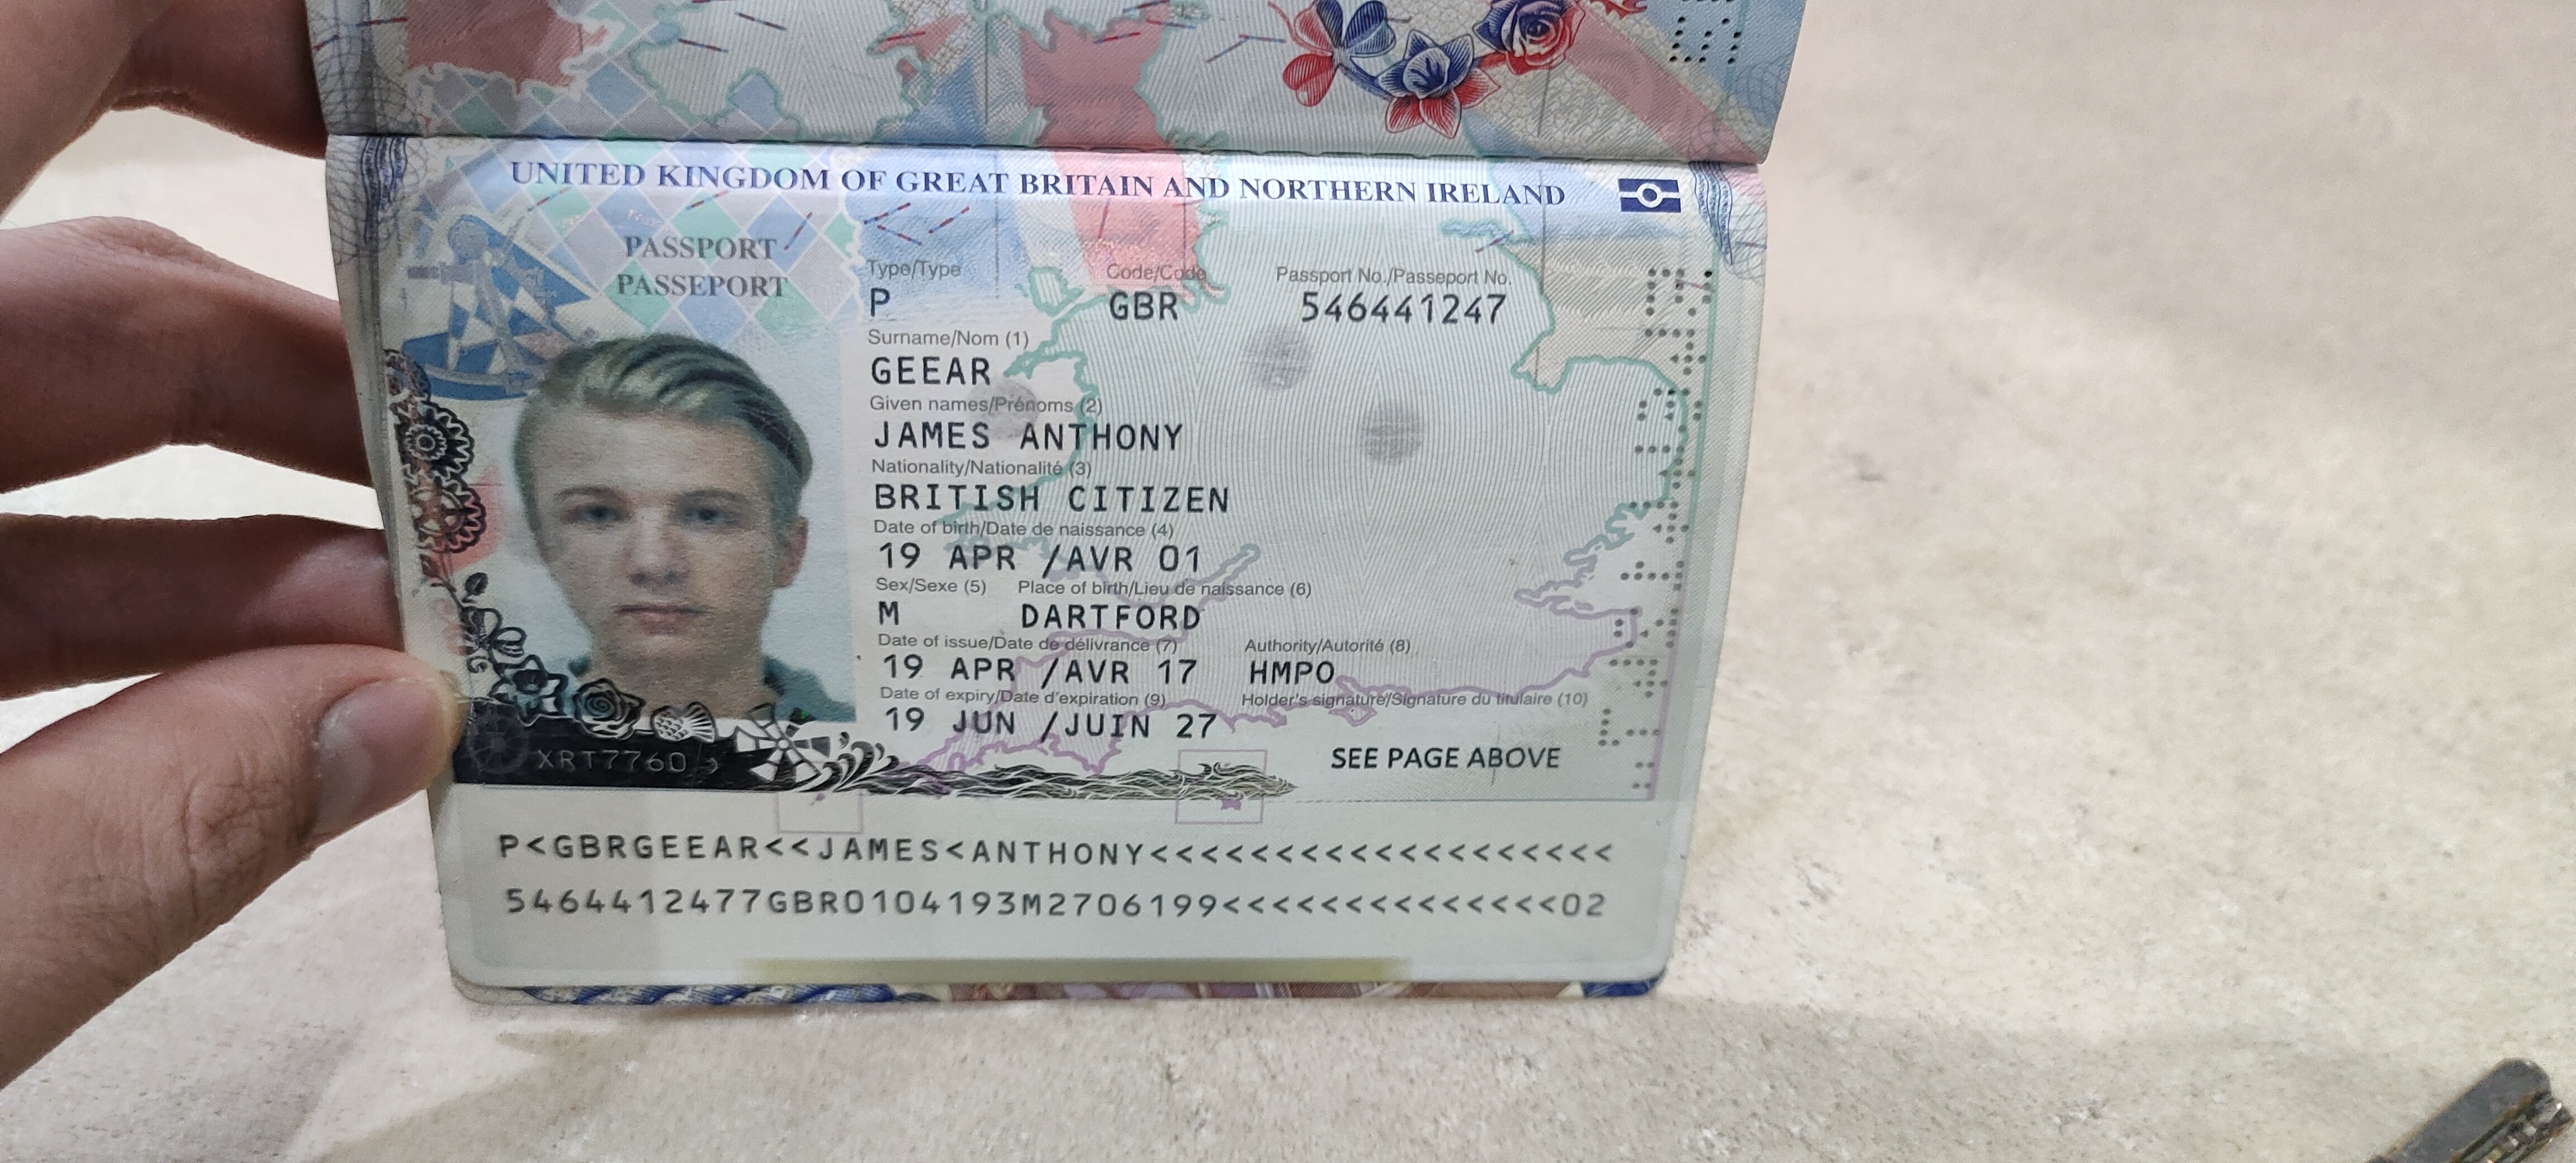 UNITED KINGDOM OF GREAT BRITAIN AND NORTHERN IRELAND
PASSPORT
PASSEPORT
Type/Type Code/Code Passport No./Passeport No.
P GBR 546441247
Surname/Nom (1)
GEEAR
Given names/Prénoms (2)
JAMES ANTHONY
Nationality/Nationalité (3)
BRITISH CITIZEN
Date of birth/Date de naissance (4)
19 APR /AVR 01
Sex/Sexe (5) Place of birth/Lieu de naissance (6)
M DARTFORD
Date of issue/Date de délivrance (7) Authority/Autorité (8)
19 APR /AVR 17 HMPO
Date of expiry/Date d'expiration (9) Holder's signature/Signature du titulaire (10)
19 JUN /JUIN 27
SEE PAGE ABOVE
XRT7760
P<GBRGEEAR<<JAMES<ANTHONY<<<<<<<<<<<<<<<<<<<
5464412477GBR0104193M2706199<<<<<<<<<<<<<<02